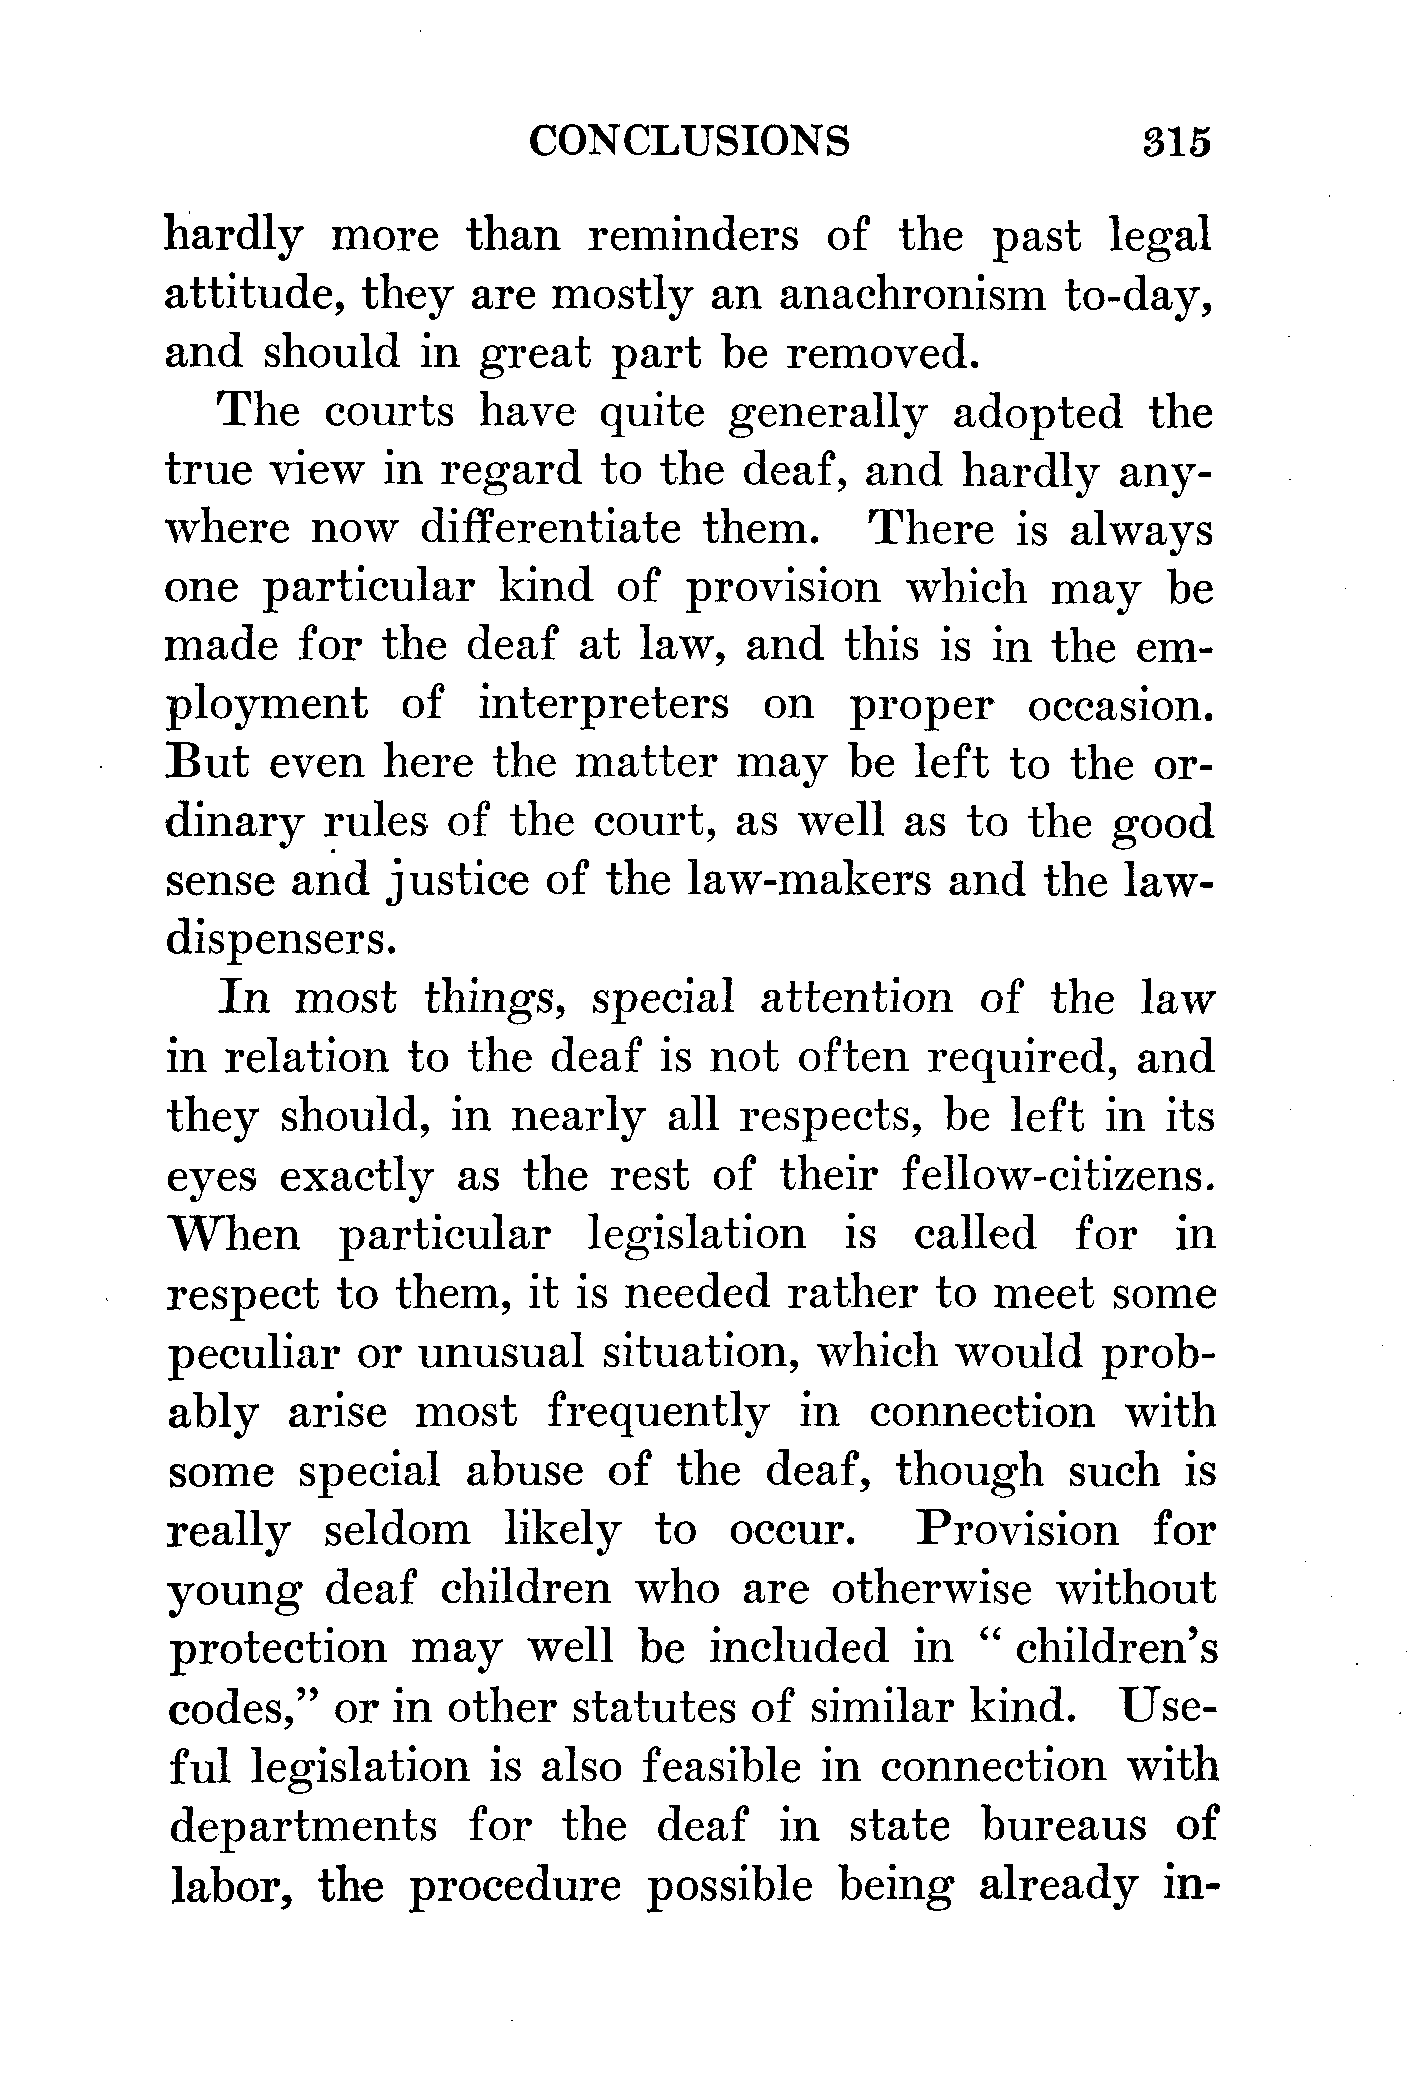 CONCLUSIONS 315
hardly more than reminders of the past legal
attitude, they are mostly an anachronism to-day,
and should in great part be removed.
The courts have quite generally adopted the
true view in regard to the deaf, and hardly any-
where now differentiate them. There is always
one particular kind of provision which may be
made for the deaf at law, and this is in the em-
ployment of interpreters on proper occasion.
But even here the matter may be left to the or-
dinary rules of the court, as well as to the good
sense and justice of the law-makers and the law-
dispensers.
In most things, special attention of the law
in relation to the deaf is not often required, and
they should, in nearly all respects, be left in its
eyes exactly as the rest of their fellow-citizens.
When particular legislation is called for in
respect to them, it is needed rather to meet some
peculiar or unusual situation, which would prob-
ably arise most frequently in connection with
some special abuse of the deaf, though such is
really seldom likely to occur. Provision for
young deaf children who are otherwise without
protection may well be included in “ children's
codes,” or in other statutes of similar kind. Use-
ful legislation is also feasible in connection with
departments for the deaf in state bureaus of
labor, the procedure possible being already in-